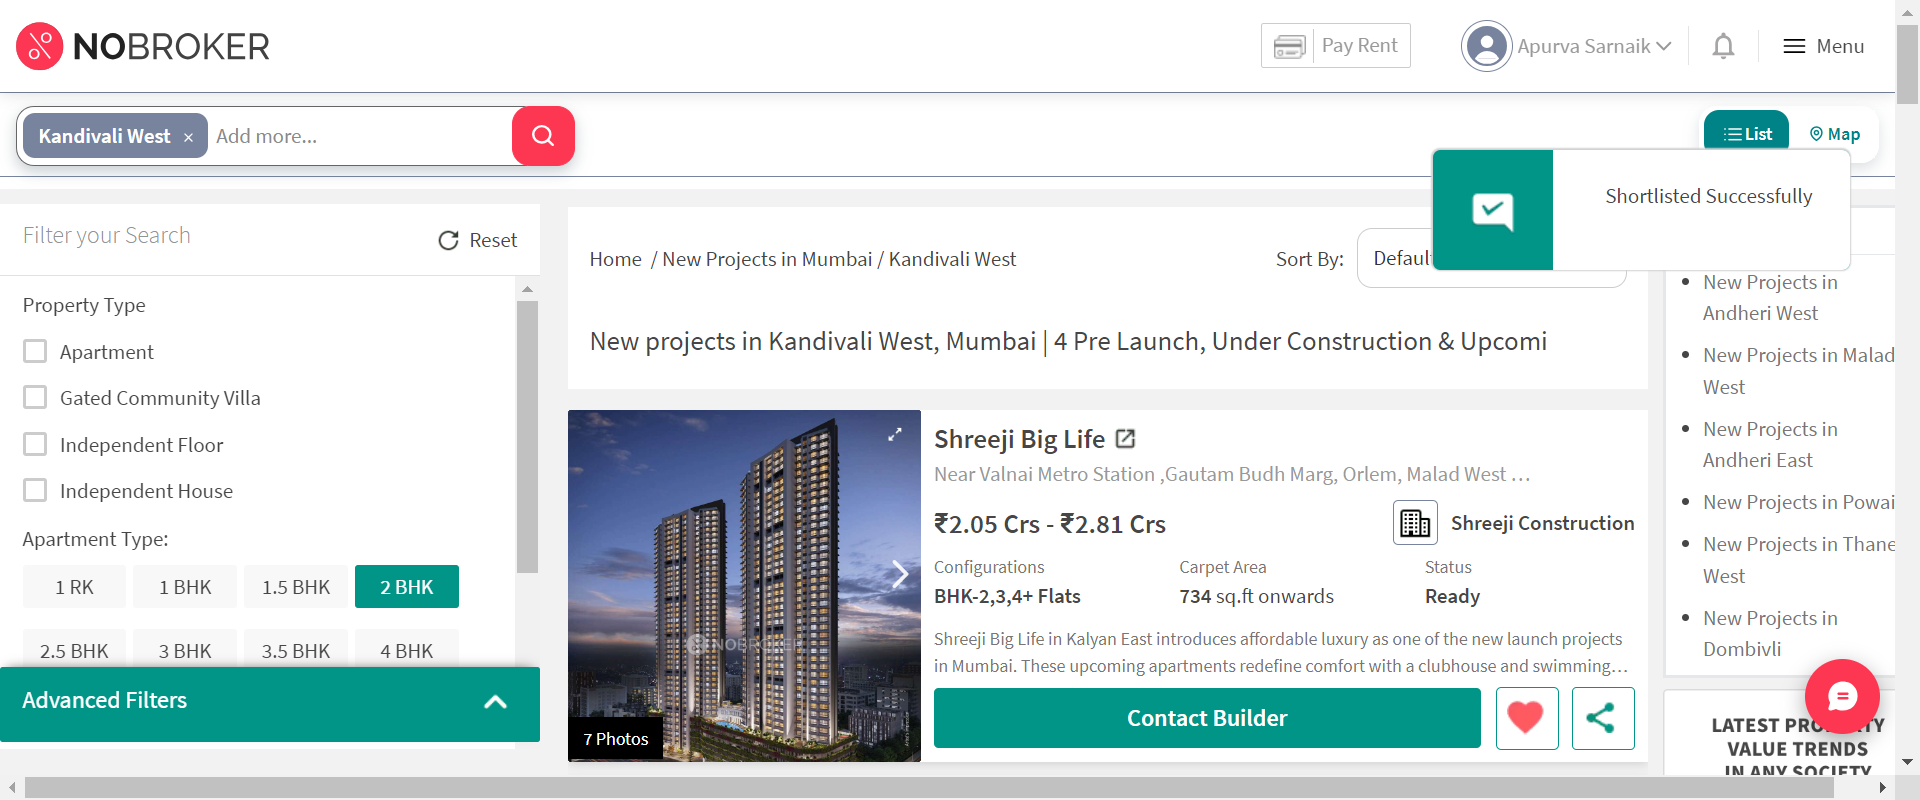 NOBROKER
Pay Rent
Apurva Sarnaik
Menu
Kandivali West ×
Add more...
List
Map
Shortlisted Successfully
Filter your Search
Reset
Property Type
Apartment
Gated Community Villa
Independent Floor
Independent House
Apartment Type:
1 RK
1 BHK
1.5 BHK
2 BHK
2.5 BHK
3 BHK
3.5 BHK
4 BHK
Advanced Filters
Home / New Projects in Mumbai / Kandivali West
Sort By:
Default
New projects in Kandivali West, Mumbai | 4 Pre Launch, Under Construction & Upcomi
NOBROKER
7 Photos
Shreeji Big Life
Near Valnai Metro Station ,Gautam Budh Marg, Orlem, Malad West …
₹2.05 Crs - ₹2.81 Crs
Shreeji Construction
Configurations
BHK-2,3,4+ Flats
Carpet Area
734 sq.ft onwards
Status
Ready
Shreeji Big Life in Kalyan East introduces affordable luxury as one of the new launch projects
in Mumbai. These upcoming apartments redefine comfort with a clubhouse and swimming…
Contact Builder
New Projects in
Andheri West
New Projects in Malad
West
New Projects in
Andheri East
New Projects in Powai
New Projects in Thane
West
New Projects in
Dombivli
LATEST PROPERTY
VALUE TRENDS
IN ANY SOCIETY